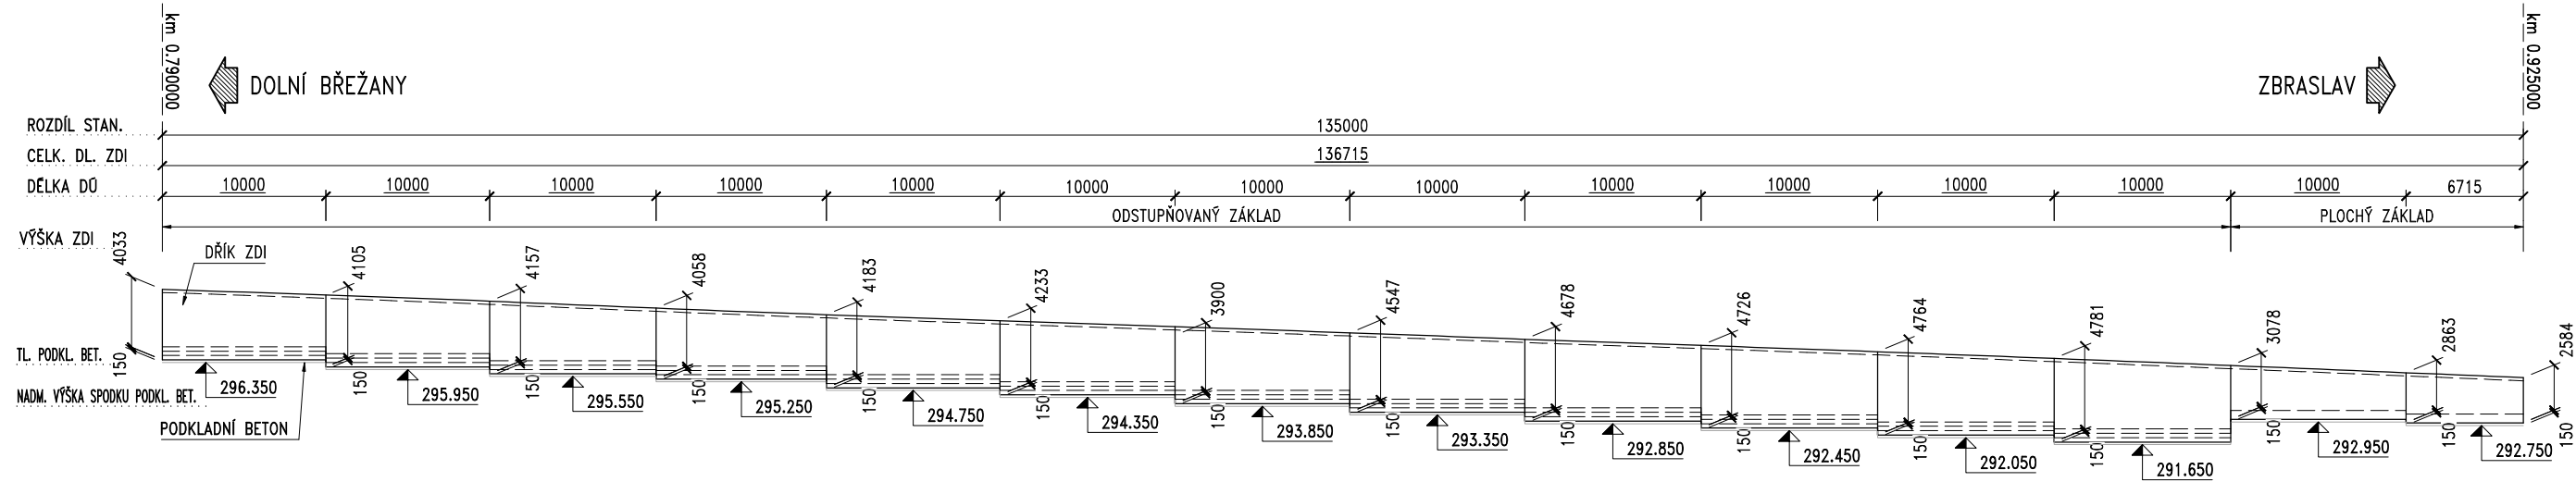 km 0.790000
km 0.925000
DOLNÍ BŘEŽANY
ZBRASLAV
ROZDÍL STAN.
135000
CELK. DL. ZDI
136715
DÉLKA DÚ
10000 10000 10000 10000 10000 10000 10000 10000 10000 10000 10000 10000 10000 6715
ODSTUPŇOVANÝ ZÁKLAD
PLOCHÝ ZÁKLAD
VÝŠKA ZDI
4033 4105 4157 4058 4183 4233 3900 4547 4678 4726 4764 4781 3078 2863 2584
DŘÍK ZDI
TL. PODKL. BET.
150 150 150 150 150 150 150 150 150 150 150 150 150 150 150
NADM. VÝŠKA SPODKU PODKL. BET.
296.350 295.950 295.550 295.250 294.750 294.350 293.850 293.350 292.850 292.450 292.050 291.650 292.950 292.750
PODKLADNÍ BETON